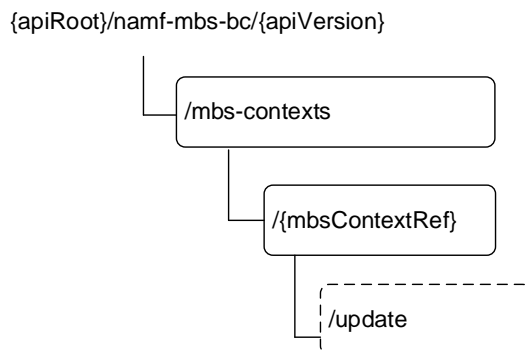 {apiRoot}/namf-mbs-bc/{apiVersion}
/mbs-contexts
/{mbsContextRef}
/update